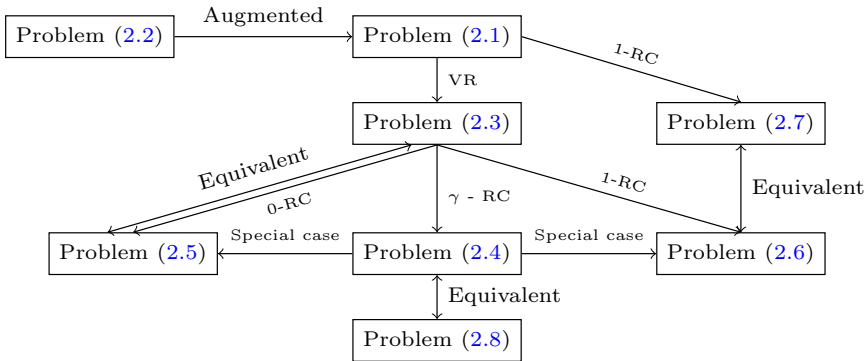 Augmented
Problem (2.2)
Problem (2.1)
1-RC
VR
Problem (2.3)
Problem (2.7)
Equivalent
0-RC
γ - RC
1-RC
Equivalent
Special case
Special case
Problem (2.5)
Problem (2.4)
Problem (2.6)
Equivalent
Problem (2.8)